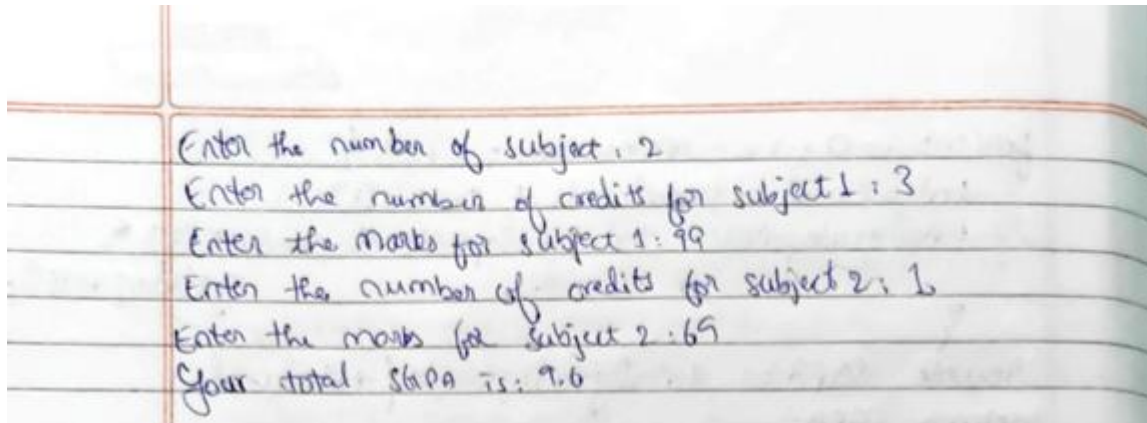 Enter the number of subject : 2
Enter the number of credits for subject 1 : 3
Enter the marks for subject 1 : 99
Enter the number of credits for subject 2 : 1
Enter the marks for subject 2 : 69
Your total SGPA is : 9.6